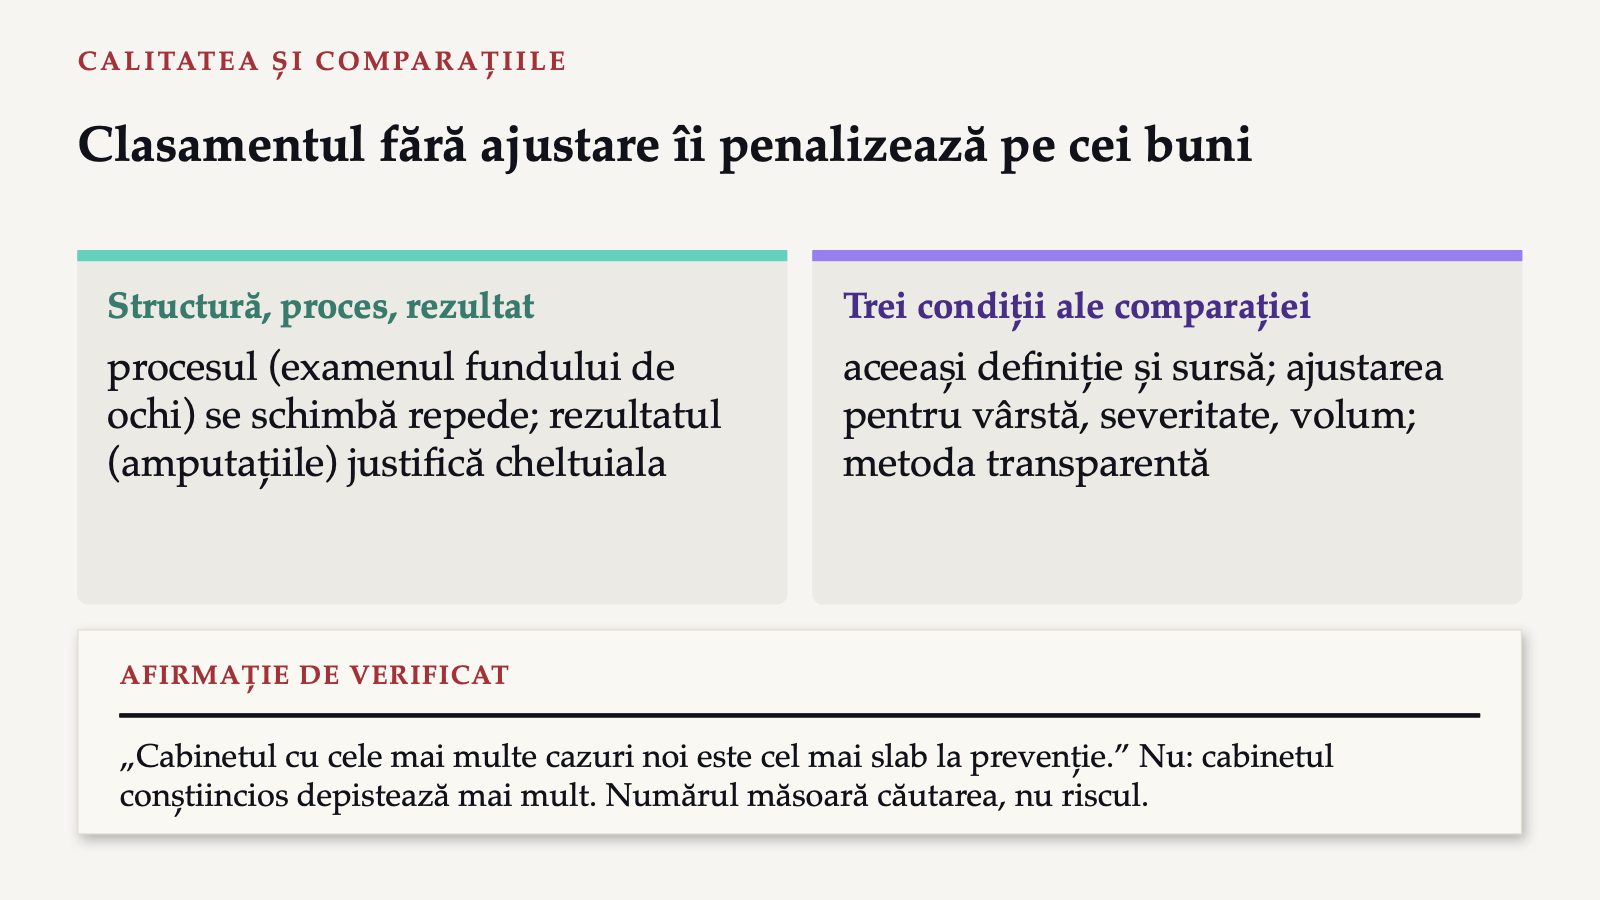 CALITATEA ȘI COMPARAȚIILE
Clasamentul fără ajustare îi penalizează pe cei buni
Structură, proces, rezultat
procesul (examenul fundului de
ochi) se schimbă repede; rezultatul
(amputațiile) justifică cheltuiala
Trei condiții ale comparației
aceeași definiție și sursă; ajustarea
pentru vârstă, severitate, volum;
metoda transparentă
AFIRMAȚIE DE VERIFICAT
„Cabinetul cu cele mai multe cazuri noi este cel mai slab la prevenție.” Nu: cabinetul
conștiincios depistează mai mult. Numărul măsoară căutarea, nu riscul.